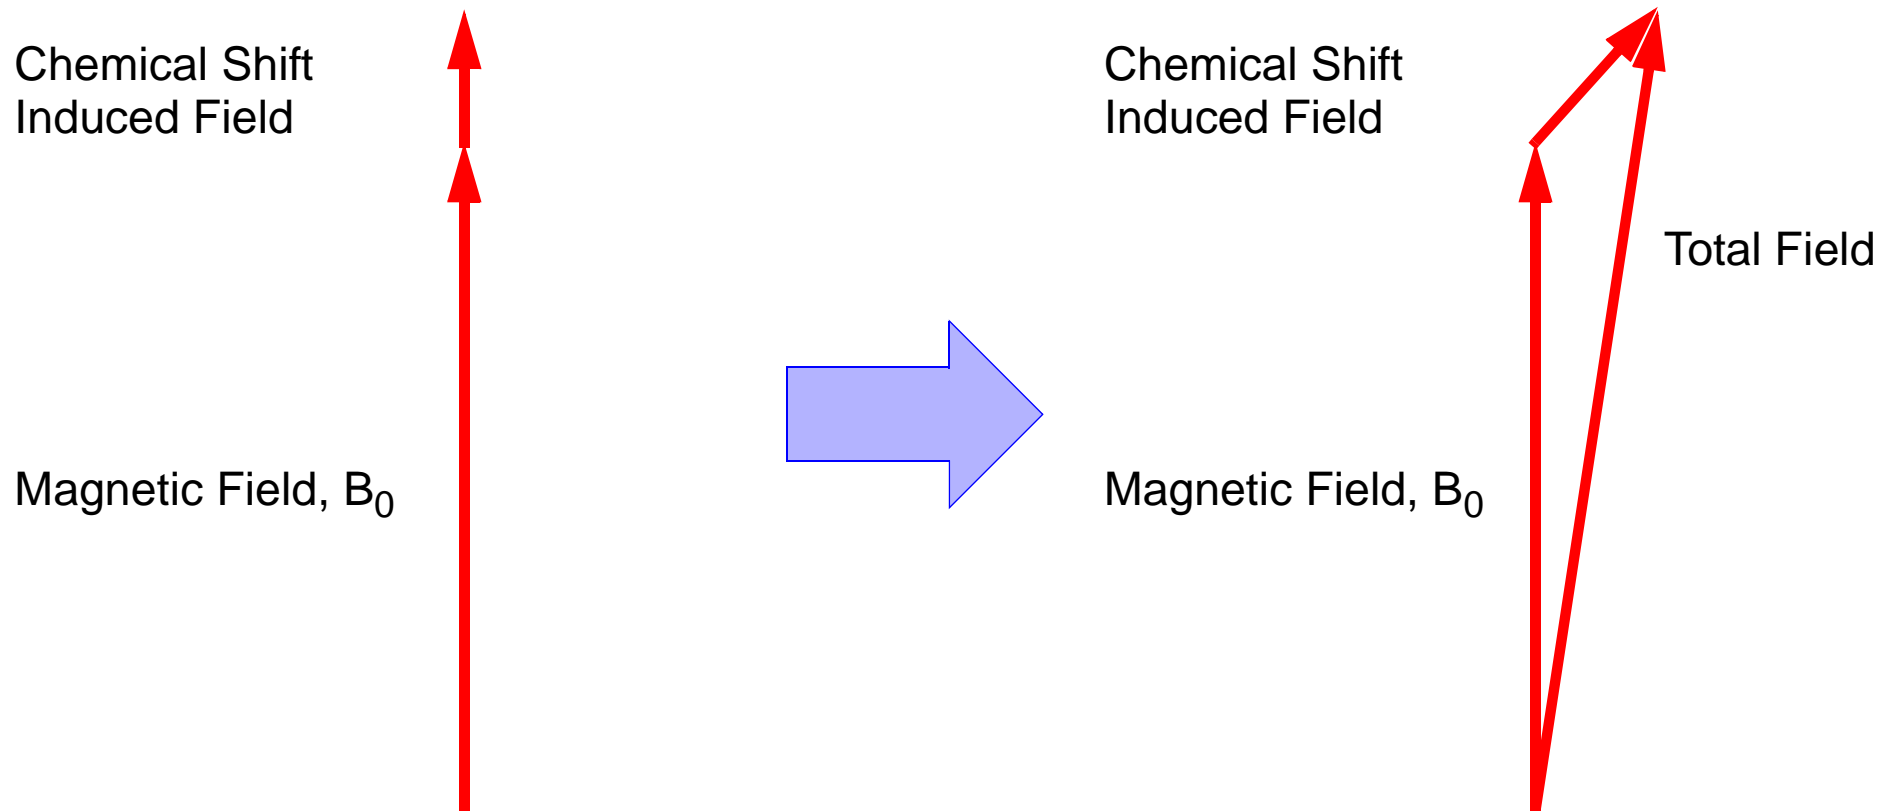 Chemical Shift
Induced Field
Magnetic Field, B₀
Chemical Shift
Induced Field
Total Field
Magnetic Field, B₀